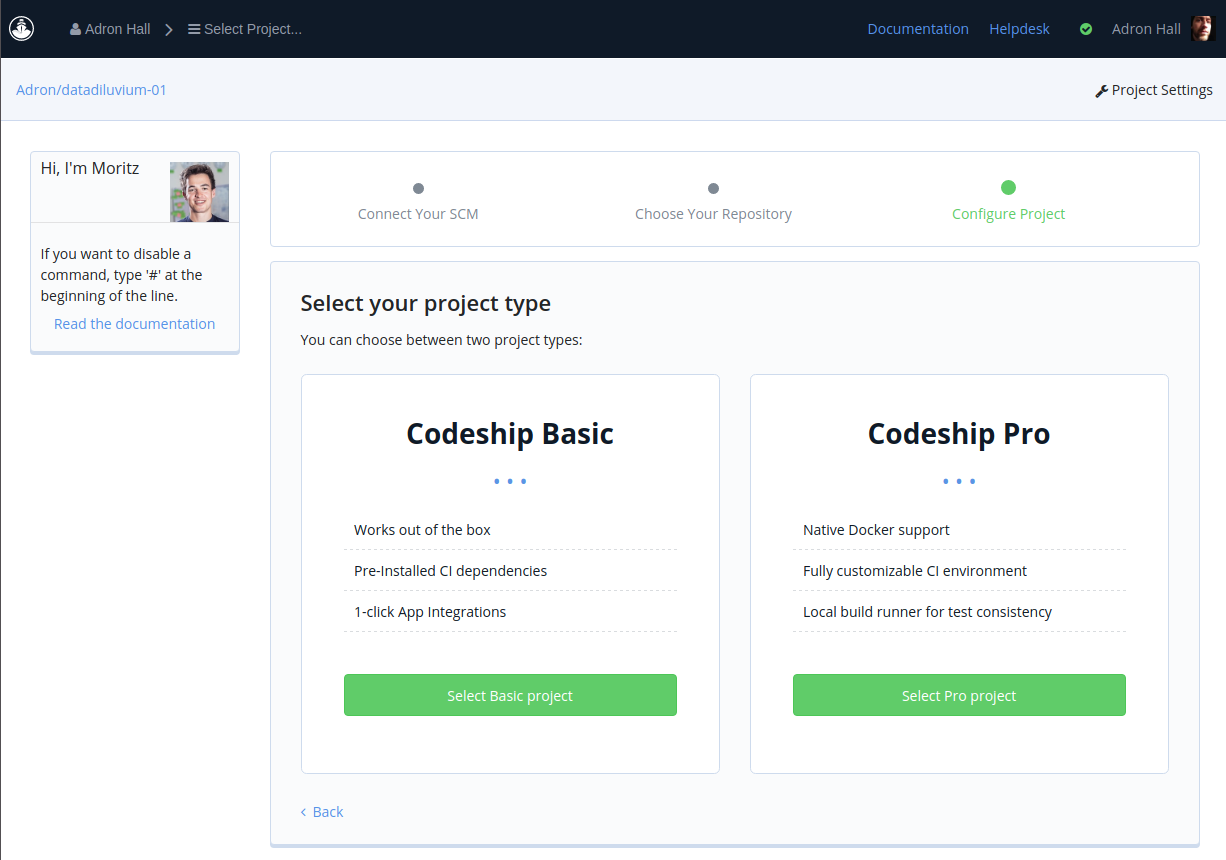 Adron Hall
Select Project...
Documentation
Helpdesk
Adron Hall
Adron/datadiluvium-01
Project Settings
Hi, I'm Moritz
If you want to disable a
command, type '#' at the
beginning of the line.
Read the documentation
Connect Your SCM
Choose Your Repository
Configure Project
Select your project type
You can choose between two project types:
Codeship Basic
Works out of the box
Pre-Installed CI dependencies
1-click App Integrations
Select Basic project
Codeship Pro
Native Docker support
Fully customizable CI environment
Local build runner for test consistency
Select Pro project
Back